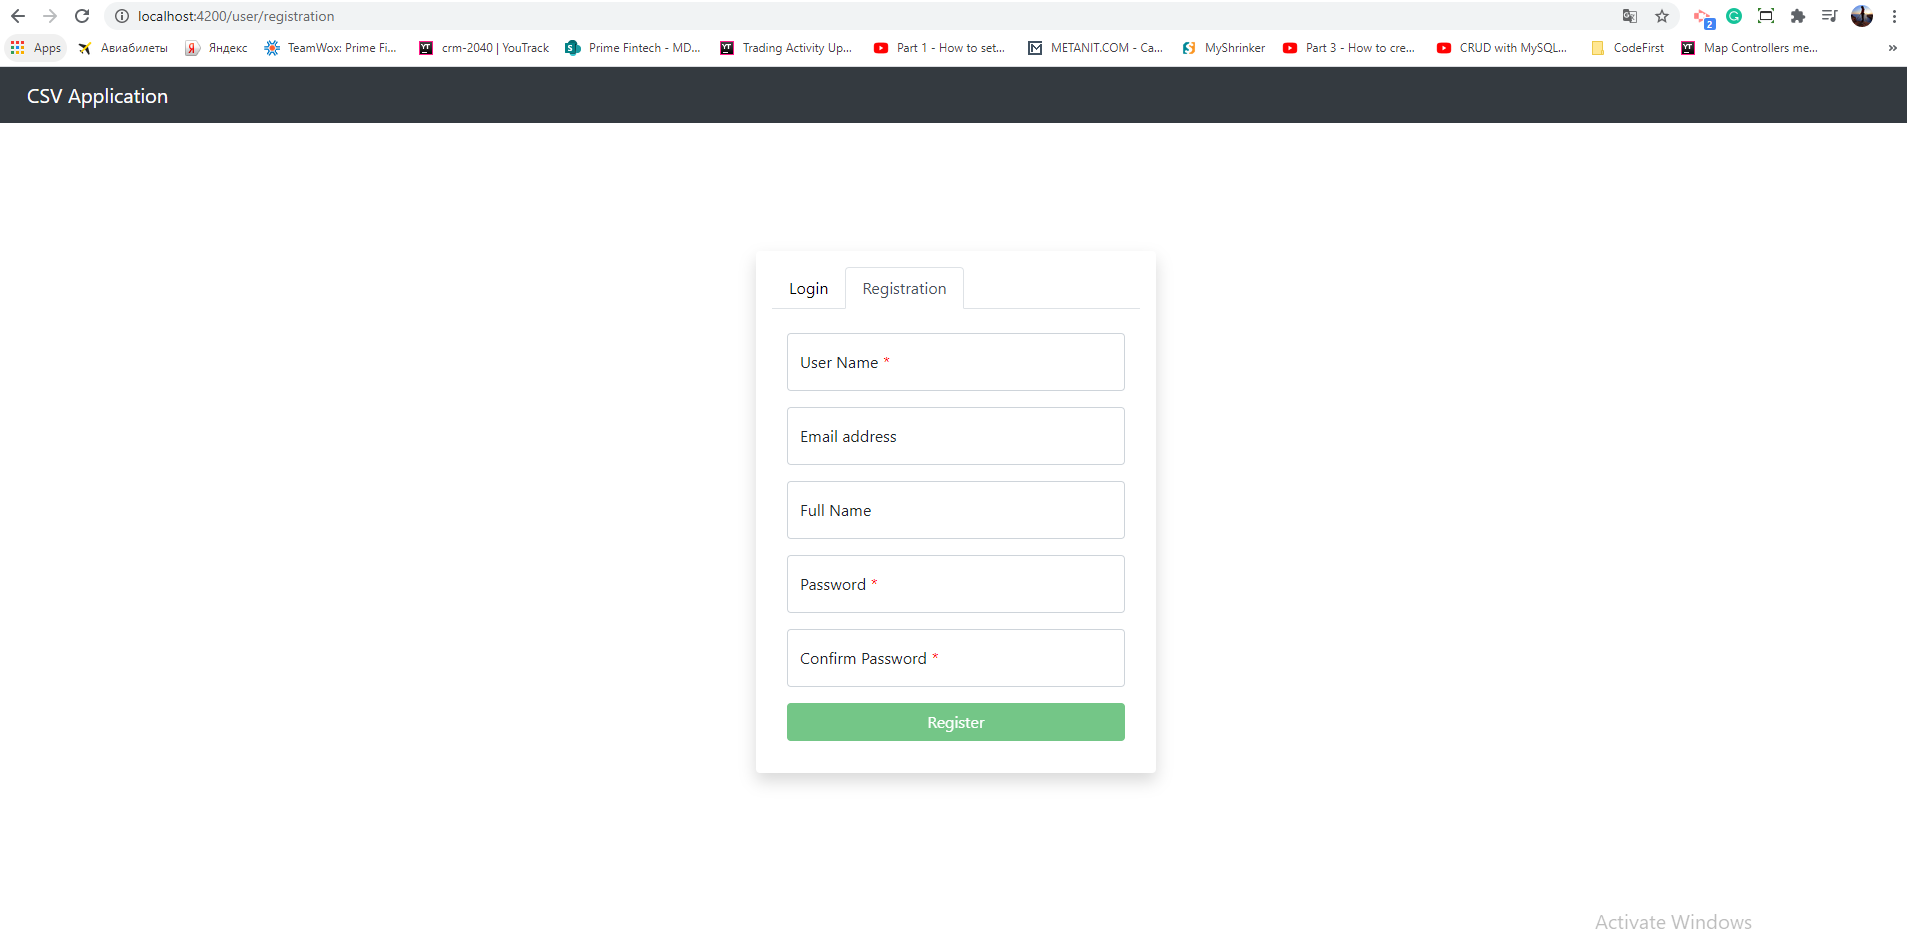 localhost:4200/user/registration
2
Apps Авиабилеты Яндекс TeamWox: Prime Fi... crm-2040 | YouTrack Prime Fintech - MD... Trading Activity Up... Part 1 - How to set... METANIT.COM - Ca... MyShrinker Part 3 - How to cre... CRUD with MySQL... CodeFirst Map Controllers me... »
CSV Application
Login Registration
User Name *
Email address
Full Name
Password *
Confirm Password *
Register
Activate Windows